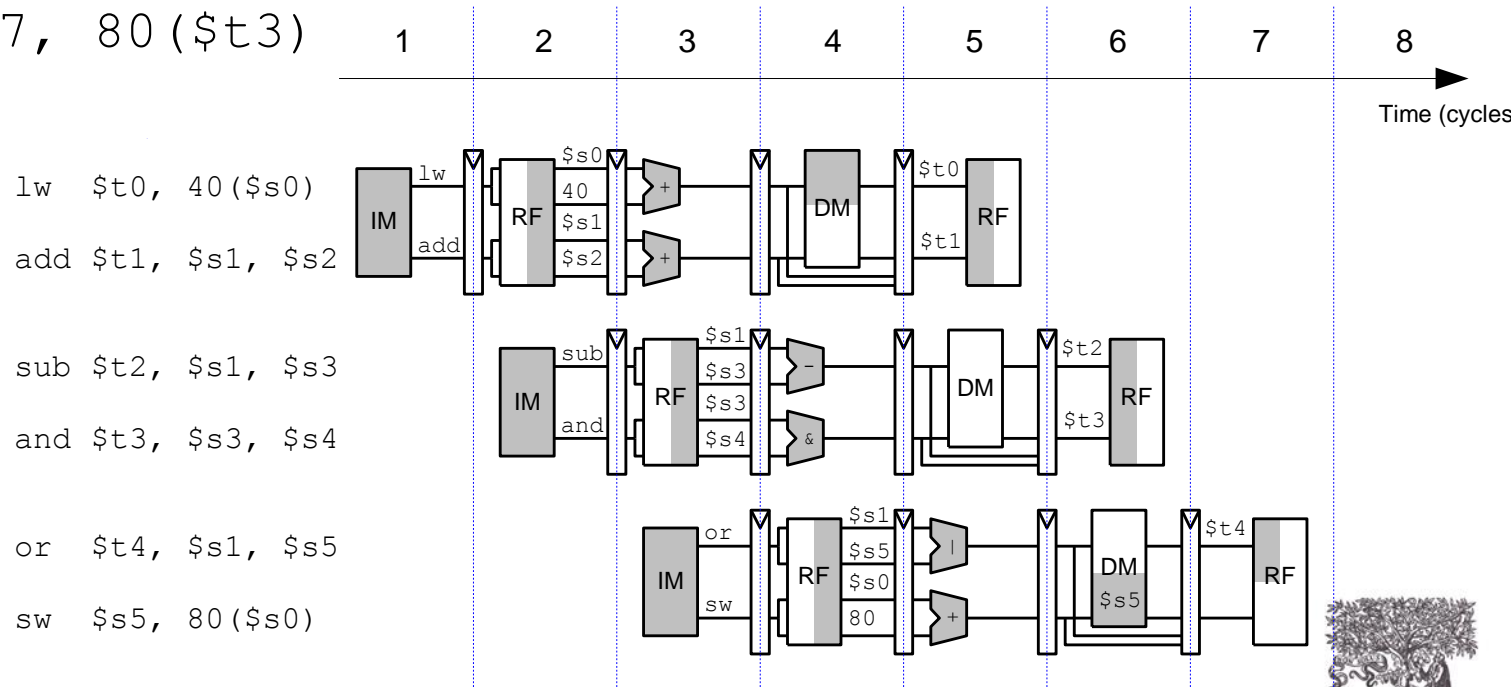 7, 80($t3)
1 2 3 4 5 6 7 8
Time (cycles
lw $t0, 40($s0)
add $t1, $s1, $s2
IM
lw
add
RF
$s0
40
$s1
$s2
+
+
DM
$t0
$t1
RF
sub $t2, $s1, $s3
and $t3, $s3, $s4
IM
sub
and
RF
$s1
$s3
$s3
$s4
-
&
DM
$t2
$t3
RF
or $t4, $s1, $s5
sw $s5, 80($s0)
IM
or
sw
RF
$s1
$s5
$s0
80
|
+
DM
$s5
$t4
RF